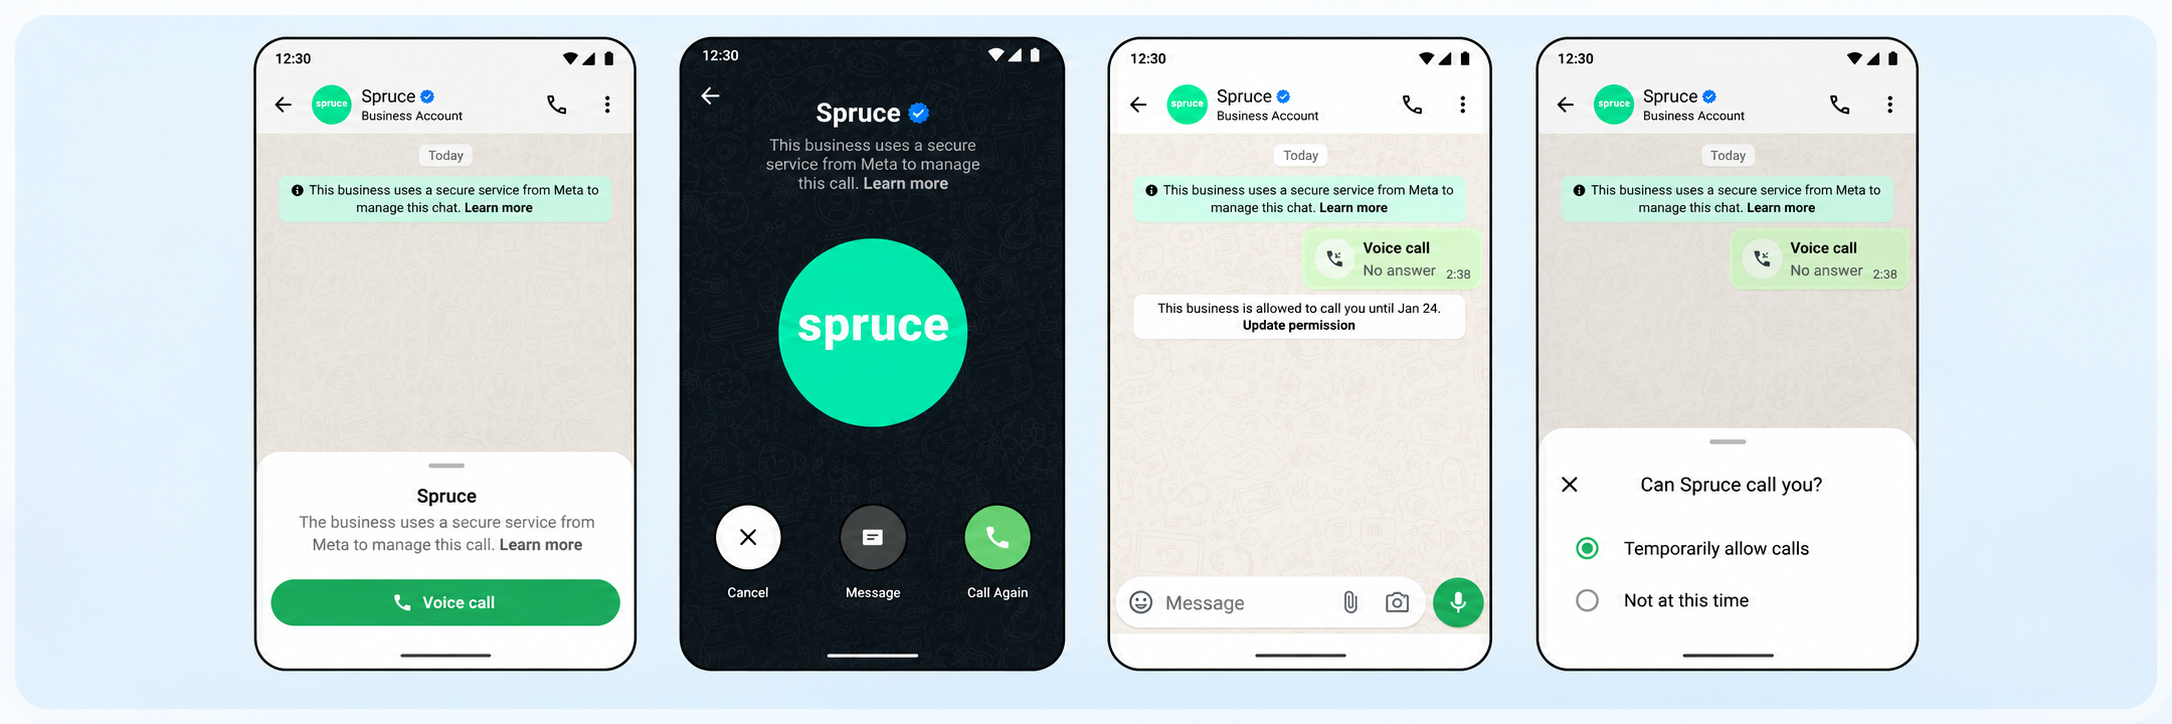 12:30
spruce
Spruce
Business Account
Today
This business uses a secure service from Meta to
manage this chat. Learn more
Spruce
The business uses a secure service from
Meta to manage this call. Learn more
Voice call
12:30
Spruce
This business uses a secure
service from Meta to manage
this call. Learn more
spruce
Cancel
Message
Call Again
12:30
spruce
Spruce
Business Account
Today
This business uses a secure service from Meta to
manage this chat. Learn more
Voice call
No answer 2:38
This business is allowed to call you until Jan 24.
Update permission
Message
12:30
spruce
Spruce
Business Account
Today
This business uses a secure service from Meta to
manage this chat. Learn more
Voice call
No answer 2:38
Can Spruce call you?
Temporarily allow calls
Not at this time